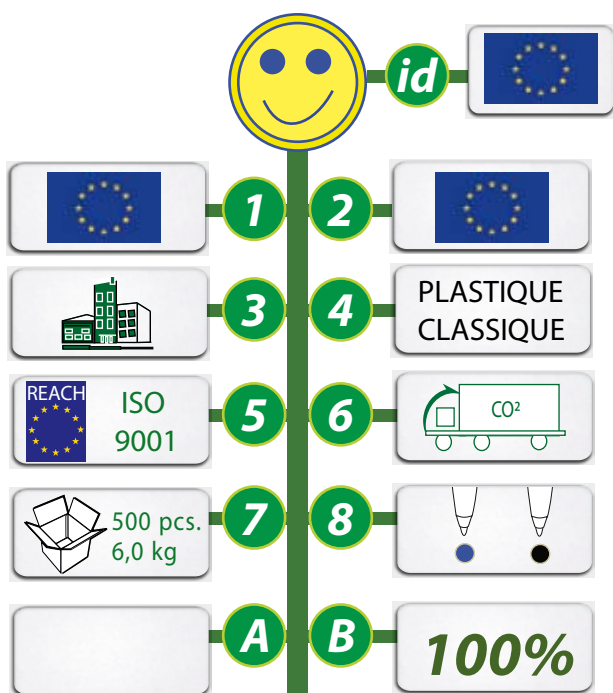 id
1
2
3
4
PLASTIQUE
CLASSIQUE
REACH
ISO
9001
5
6
CO²
500 pcs.
6,0 kg
7
8
A
B
100%